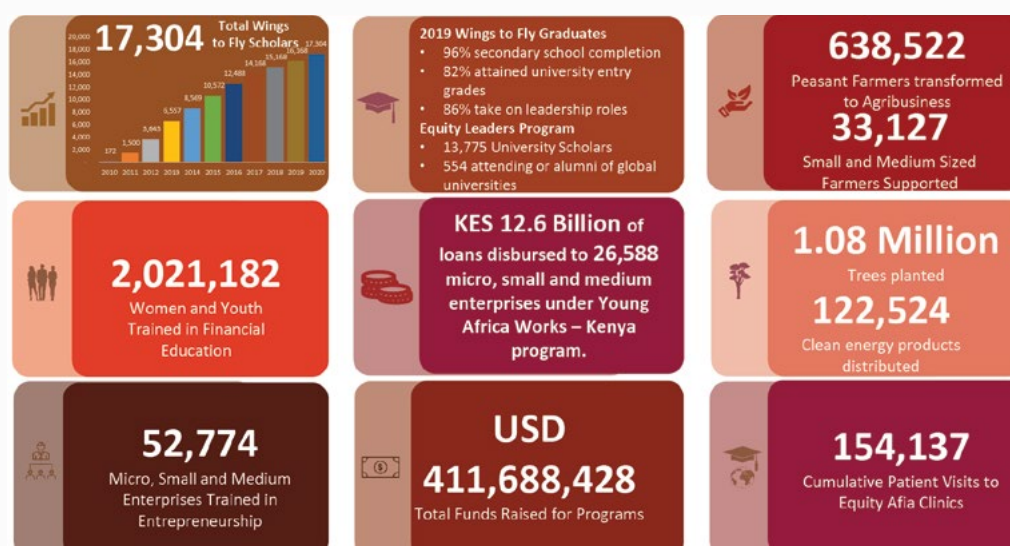 17,304
Total Wings
to Fly Scholars
20,000
18,000
16,000
14,000
12,000
10,000
8,000
6,000
4,000
2,000
-
172
1,500
3,643
6,557
8,569
10,572
12,488
14,168
15,168
16,368
17,304
2010 2011 2012 2013 2014 2015 2016 2017 2018 2019 2020
2019 Wings to Fly Graduates
• 96% secondary school completion
• 82% attained university entry
grades
• 86% take on leadership roles
Equity Leaders Program
• 13,775 University Scholars
• 554 attending or alumni of global
universities
638,522
Peasant Farmers transformed
to Agribusiness
33,127
Small and Medium Sized
Farmers Supported
2,021,182
Women and Youth
Trained in Financial
Education
KES 12.6 Billion of
loans disbursed to 26,588
micro, small and medium
enterprises under Young
Africa Works – Kenya
program.
1.08 Million
Trees planted
122,524
Clean energy products
distributed
52,774
Micro, Small and Medium
Enterprises Trained in
Entrepreneurship
USD
411,688,428
Total Funds Raised for Programs
154,137
Cumulative Patient Visits to
Equity Afia Clinics